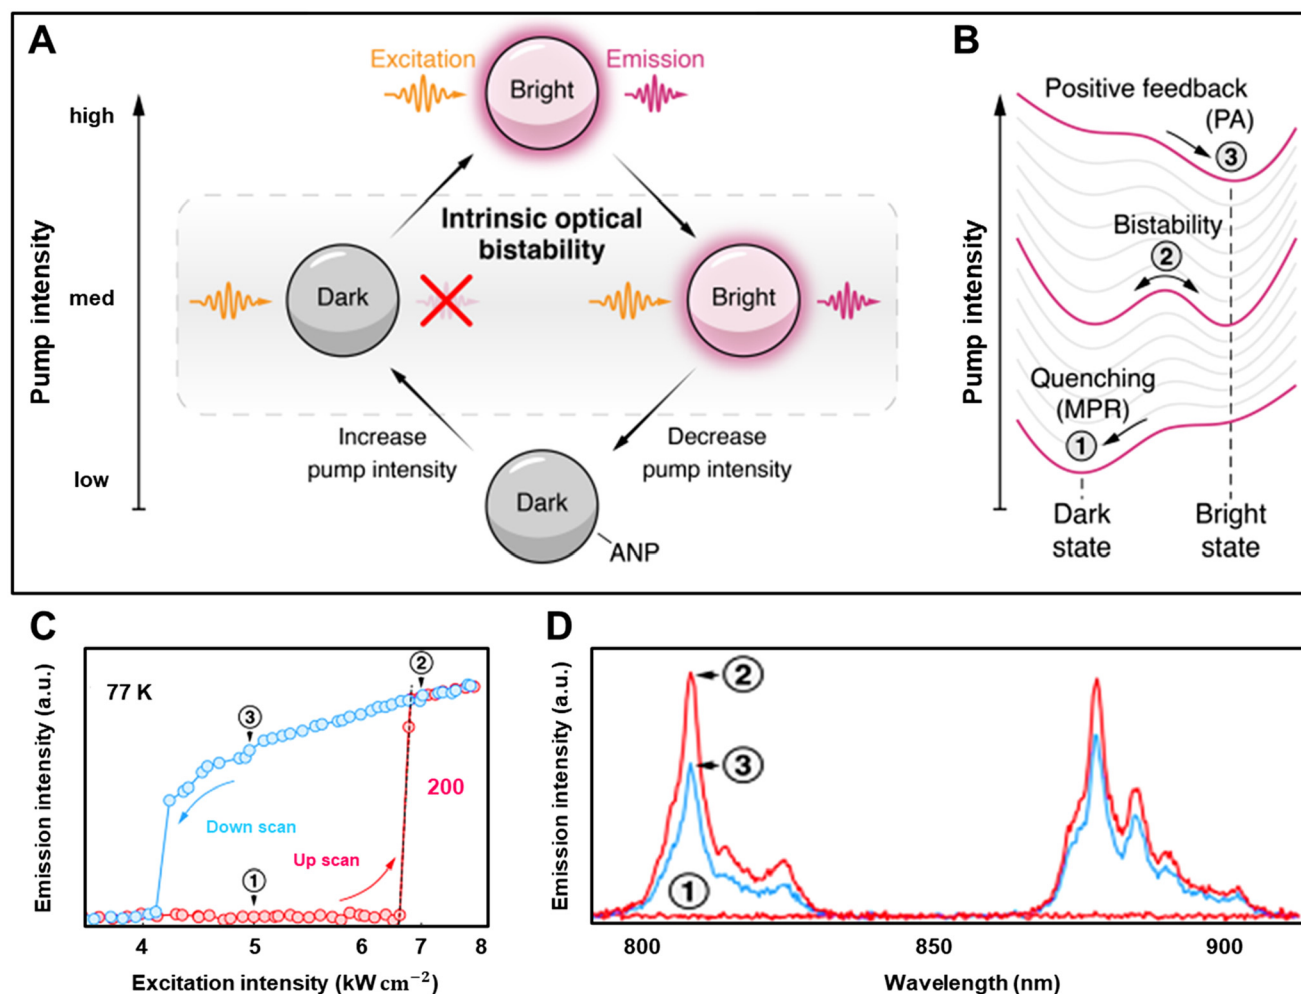 A
Excitation
Emission
Bright
high
Intrinsic optical
bistability
Pump intensity
med
Dark
Bright
Increase
pump intensity
Decrease
pump intensity
low
Dark
ANP
B
Positive feedback
(PA)
3
Bistability
2
Pump intensity
Quenching
(MPR)
1
Dark
state
Bright
state
C
Emission intensity (a.u.)
77 K
2
3
200
Down scan
Up scan
1
4 5 6 7 8
Excitation intensity (kW cm⁻²)
D
Emission intensity (a.u.)
2
3
1
800 850 900
Wavelength (nm)